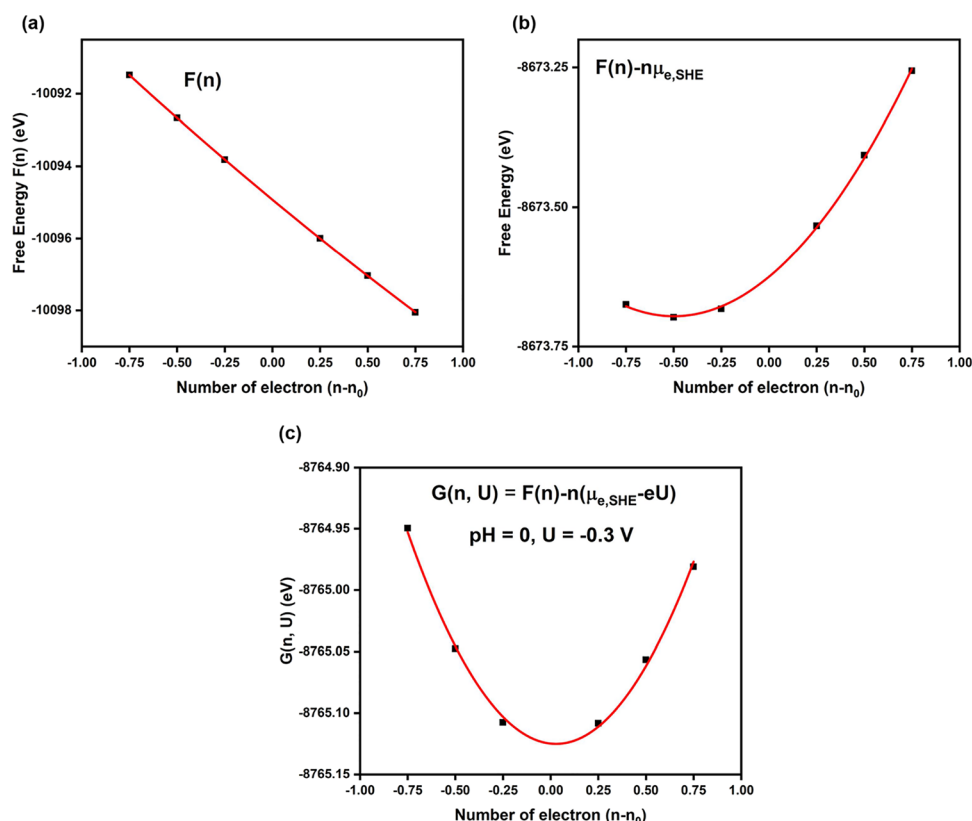 (a)
F(n)
Free Energy F(n) (eV)
-10092
-10094
-10096
-10098
-1.00 -0.75 -0.50 -0.25 0.00 0.25 0.50 0.75 1.00
Number of electron (n-n₀)
(b)
F(n)-nμₑ,SHE
Free Energy (eV)
-8673.25
-8673.50
-8673.75
-1.00 -0.75 -0.50 -0.25 0.00 0.25 0.50 0.75 1.00
Number of electron (n-n₀)
(c)
G(n, U) = F(n)-n(μₑ,SHE-eU)
pH = 0, U = -0.3 V
G(n, U) (eV)
-8764.90
-8764.95
-8765.00
-8765.05
-8765.10
-8765.15
-1.00 -0.75 -0.50 -0.25 0.00 0.25 0.50 0.75 1.00
Number of electron (n-n₀)